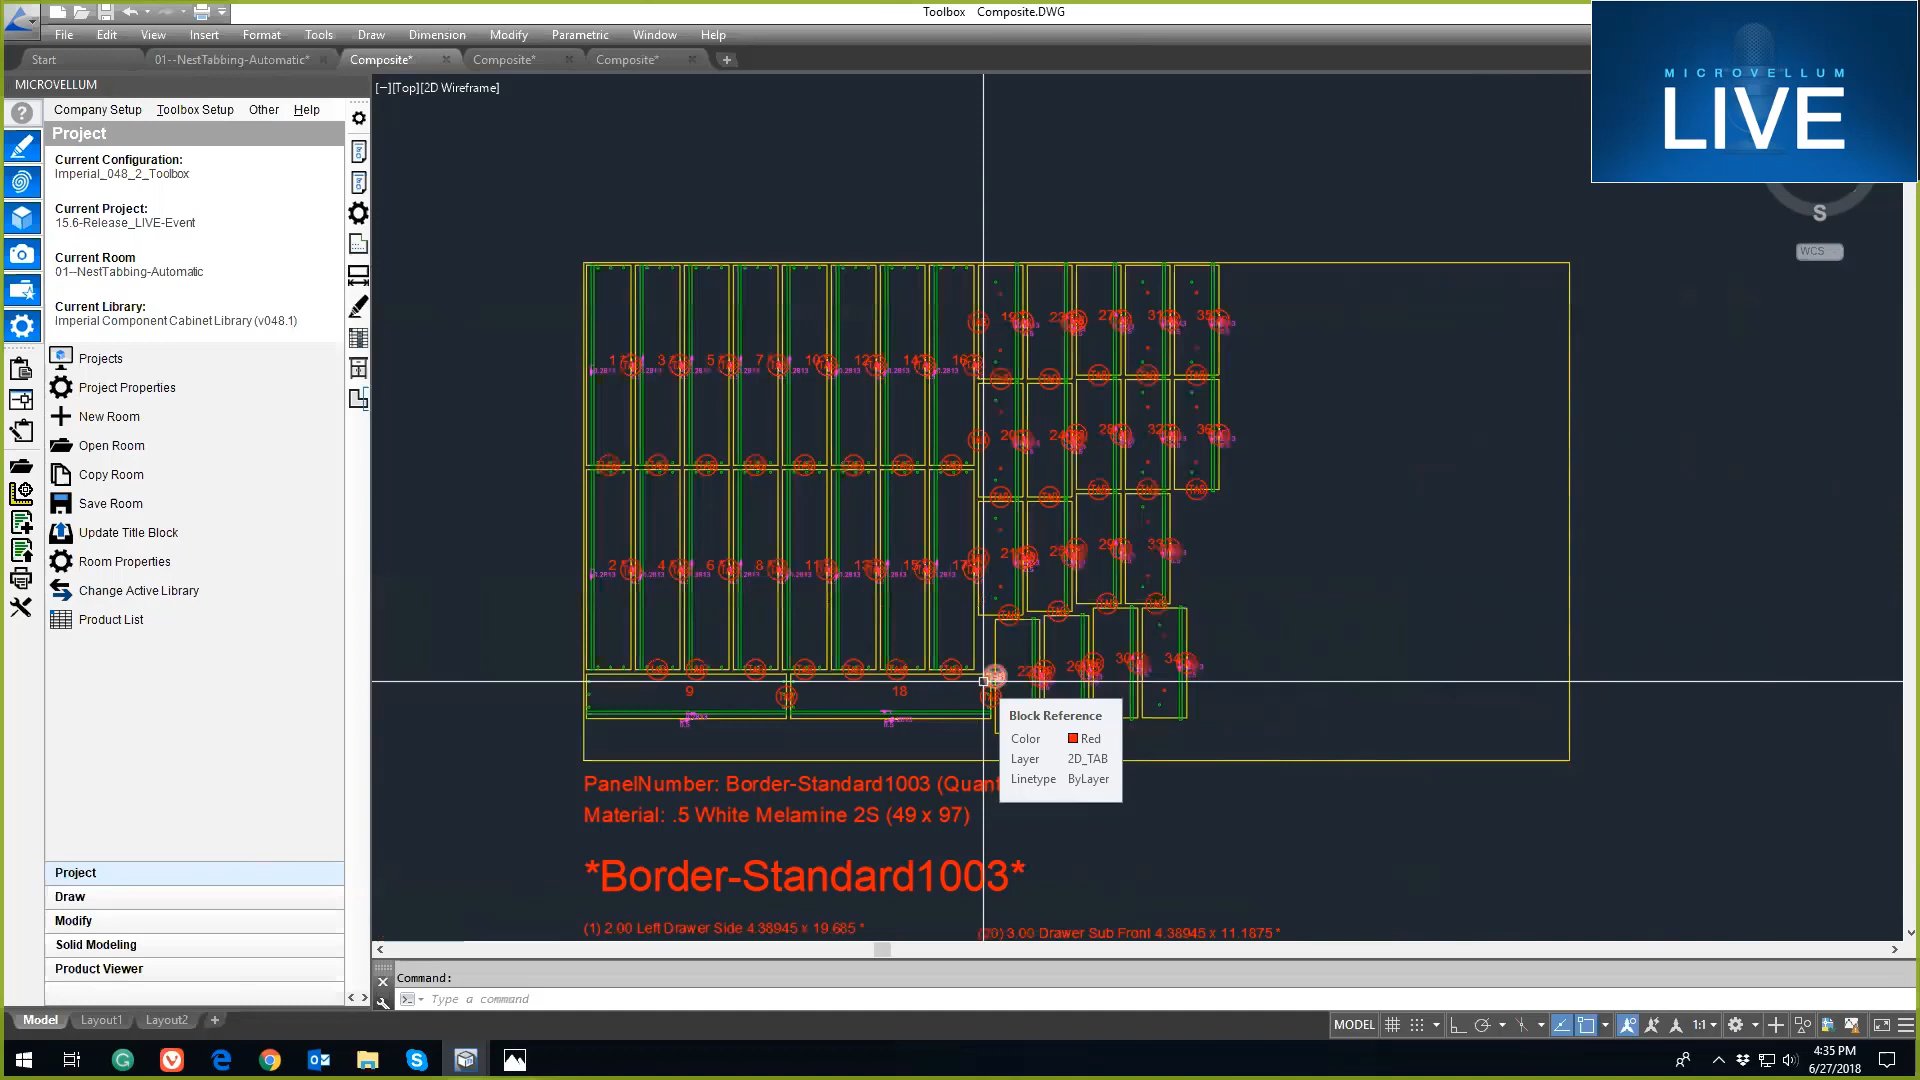 Toolbox Composite.DWG
File Edit View Insert Format Tools Draw Dimension Modify Parametric Window Help
Start 01--NestTabbing-Automatic* Composite* Composite* Composite*
MICROVELLUM
Company Setup Toolbox Setup Other Help
Project
Current Configuration:
Imperial_048_2_Toolbox
Current Project:
15.6-Release_LIVE-Event
Current Room
01--NestTabbing-Automatic
Current Library:
Imperial Component Cabinet Library (v048.1)
Projects
Project Properties
New Room
Open Room
Copy Room
Save Room
Update Title Block
Room Properties
Change Active Library
Product List
Project
Draw
Modify
Solid Modeling
Product Viewer
[−][Top][2D Wireframe]
MICROVELLUM
LIVE
S
WCS
9
18
Block Reference
Color Red
Layer 2D_TAB
Linetype ByLayer
PanelNumber: Border-Standard1003 (Quant
Material: .5 White Melamine 2S (49 x 97)
*Border-Standard1003*
(1) 2.00 Left Drawer Side 4.38945 x 19.685 *
(20) 3.00 Drawer Sub Front 4.38945 x 11.1875 *
Command:
Type a command
Model Layout1 Layout2
MODEL
1:1
4:35 PM
6/27/2018